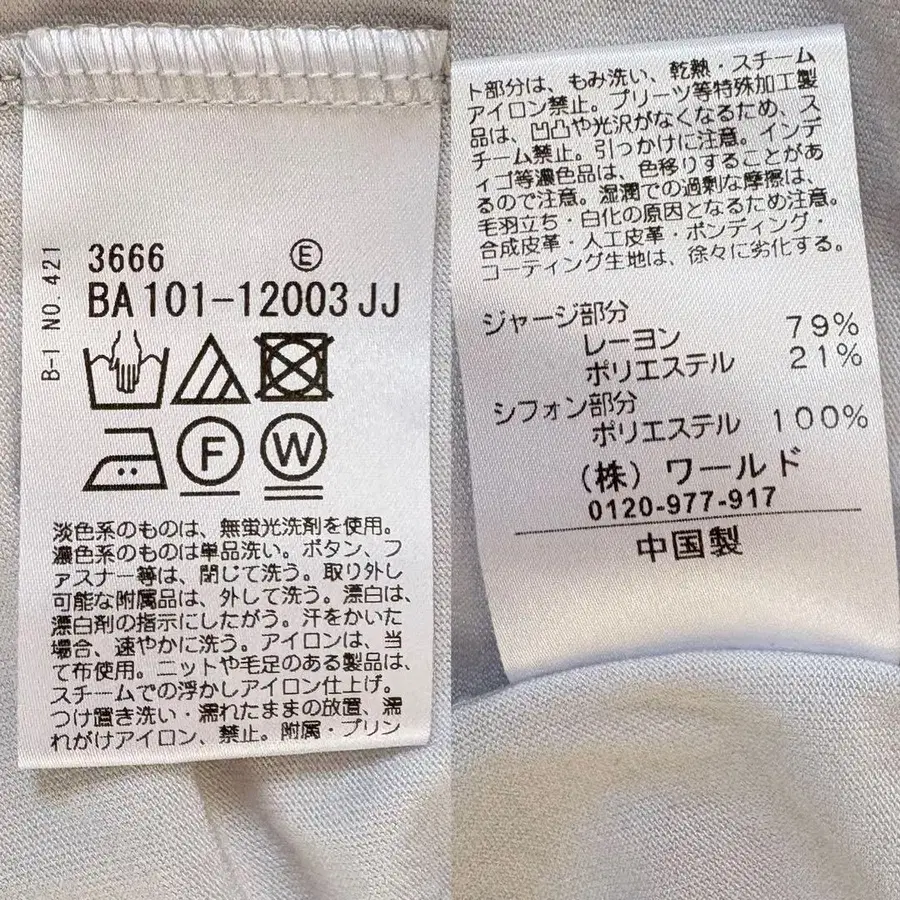 B-I NO.421
3666 Ⓔ
BA101-12003JJ
F W
淡色系のものは、無蛍光洗剤を使用。
濃色系のものは単品洗い。ボタン、フ
ァスナー等は、閉じて洗う。取り外し
可能な附属品は、外して洗う。漂白は、
漂白剤の指示にしたがう。汗をかいた
場合、速やかに洗う。アイロンは、当
て布使用。ニットや毛足のある製品は、
スチームでの浮かしアイロン仕上げ。
つけ置き洗い・濡れたままの放置、濡
れがけアイロン、禁止。附属・プリン
ト部分は、もみ洗い、乾熱・スチーム
アイロン禁止。プリーツ等特殊加工製
品は、凹凸や光沢がなくなるため、ス
チーム禁止。引っかけに注意。インデ
ィゴ等濃色品は、色移りすることがあ
るので注意。湿潤での過剰な摩擦は、
毛羽立ち・白化の原因となるため注意。
合成皮革・人工皮革・ボンディング・
コーティング生地は、徐々に劣化する。
ジャージ部分
レーヨン 79%
ポリエステル 21%
シフォン部分
ポリエステル 100%
(株)ワールド
0120-977-917
中国製